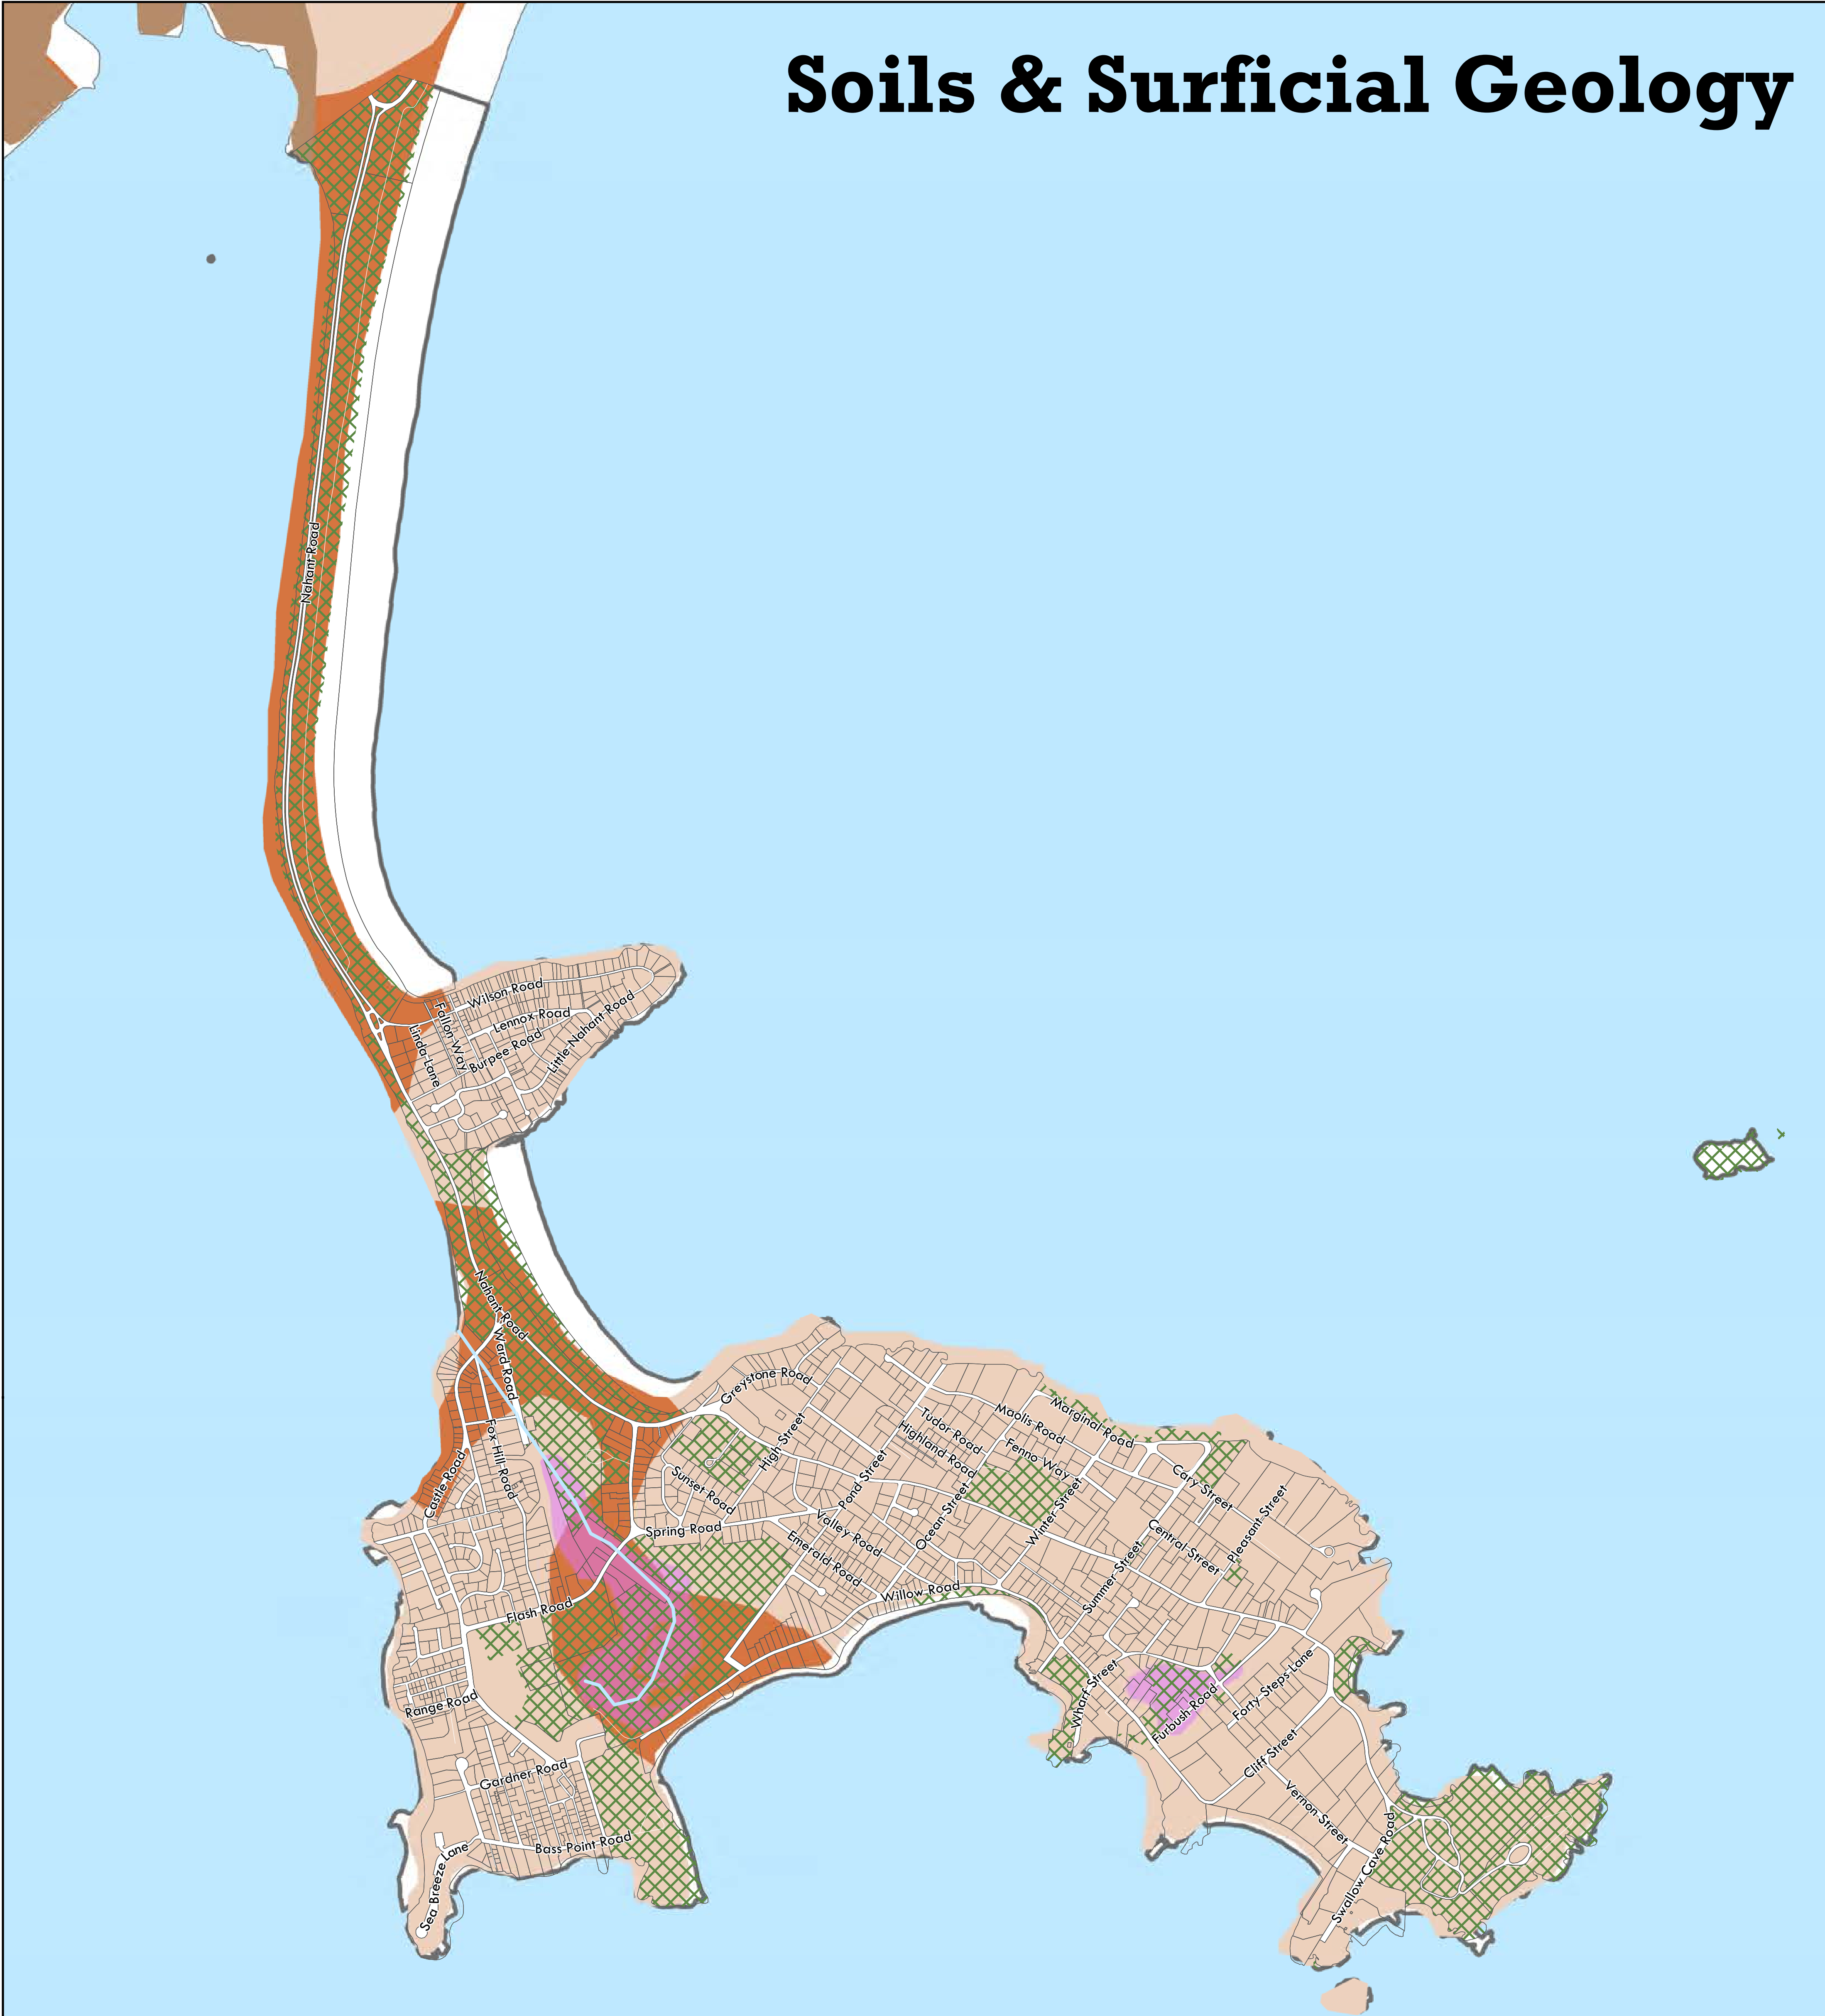 Soils & Surficial Geology
Nahant Road
Wilson Road
Fallon Way
Lennox Road
Linda Lane
Burpee Road
Little Nahant Road
Nahant Road
Ward Road
Greystone Road
Marginal Road
Maolis Road
Tudor Road
High Street
Highland Road
Fenno Way
Fox Hill Road
Castle Road
Sunset Road
Pond Street
Cary Street
Ocean Street
Winter Street
Pleasant Street
Spring Road
Valley Road
Central Street
Emerald Road
Summer Street
Willow Road
Flash Road
Wharf Street
Forty Steps Lane
Furbush Road
Range Road
Cliff Street
Gardner Road
Vernon Street
Bass Point Road
Swallow Cave Road
Sea Breeze Lane